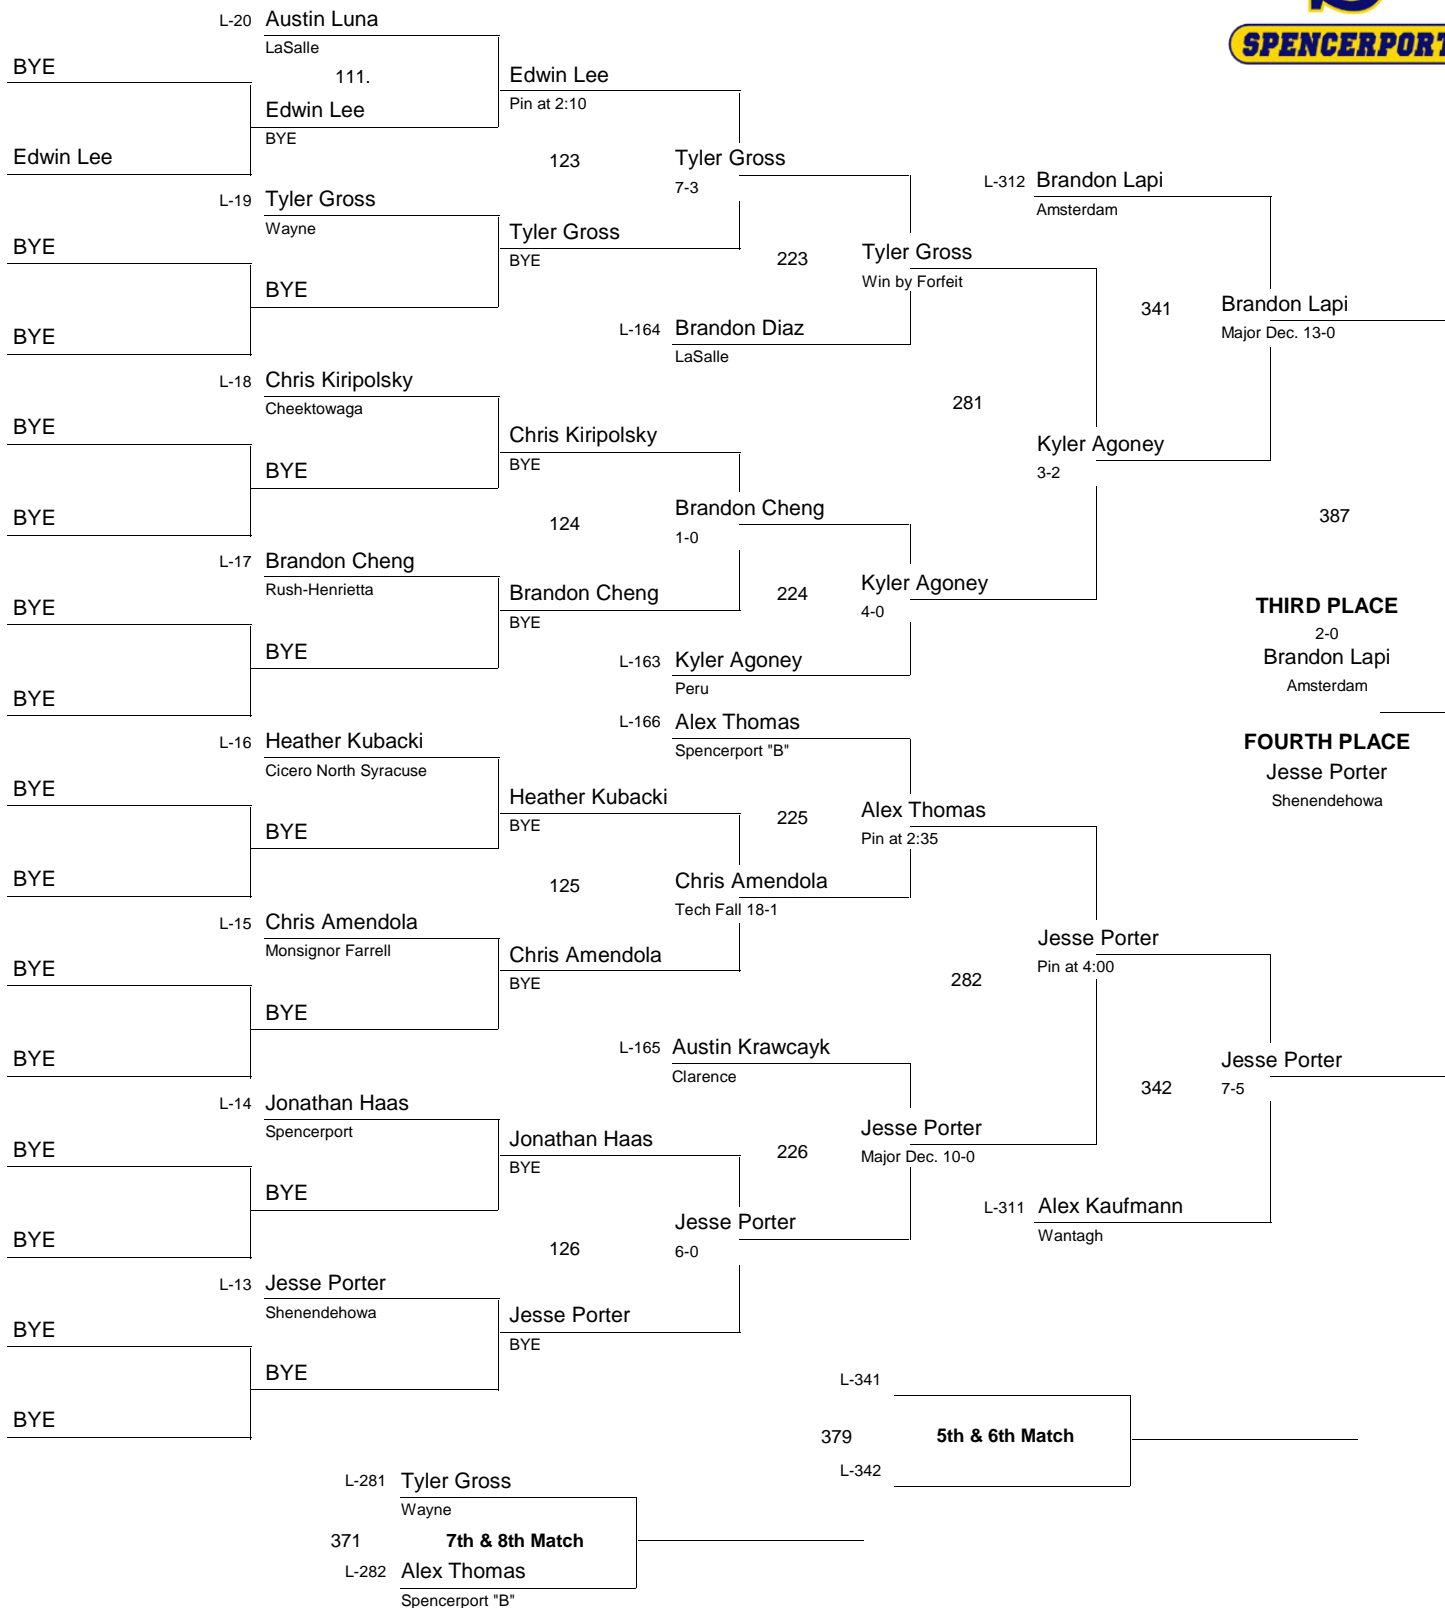 SPENCERPORT
L-20 Austin Luna
LaSalle
BYE
111.
Edwin Lee
Pin at 2:10
Edwin Lee
BYE
Edwin Lee
123
Tyler Gross
7-3
L-19 Tyler Gross
Wayne
BYE
Tyler Gross
BYE
BYE
BYE
223
Tyler Gross
Win by Forfeit
L-164 Brandon Diaz
LaSalle
L-312 Brandon Lapi
Amsterdam
341
Brandon Lapi
Major Dec. 13-0
L-18 Chris Kiripolsky
Cheektowaga
BYE
Chris Kiripolsky
BYE
BYE
BYE
124
Brandon Cheng
1-0
281
Kyler Agoney
3-2
387
L-17 Brandon Cheng
Rush-Henrietta
BYE
Brandon Cheng
BYE
BYE
BYE
224
Kyler Agoney
4-0
L-163 Kyler Agoney
Peru
THIRD PLACE
2-0
Brandon Lapi
Amsterdam
FOURTH PLACE
Jesse Porter
Shenendehowa
L-166 Alex Thomas
Spencerport "B"
L-16 Heather Kubacki
Cicero North Syracuse
BYE
Heather Kubacki
BYE
BYE
BYE
225
Alex Thomas
Pin at 2:35
125
Chris Amendola
Tech Fall 18-1
L-15 Chris Amendola
Monsignor Farrell
BYE
Chris Amendola
BYE
BYE
BYE
282
Jesse Porter
Pin at 4:00
L-165 Austin Krawcayk
Clarence
342
Jesse Porter
7-5
L-14 Jonathan Haas
Spencerport
BYE
Jonathan Haas
BYE
BYE
BYE
226
Jesse Porter
Major Dec. 10-0
126
Jesse Porter
6-0
L-311 Alex Kaufmann
Wantagh
L-13 Jesse Porter
Shenendehowa
BYE
Jesse Porter
BYE
BYE
BYE
L-341
379
5th & 6th Match
L-342
L-281 Tyler Gross
Wayne
371
7th & 8th Match
L-282 Alex Thomas
Spencerport "B"